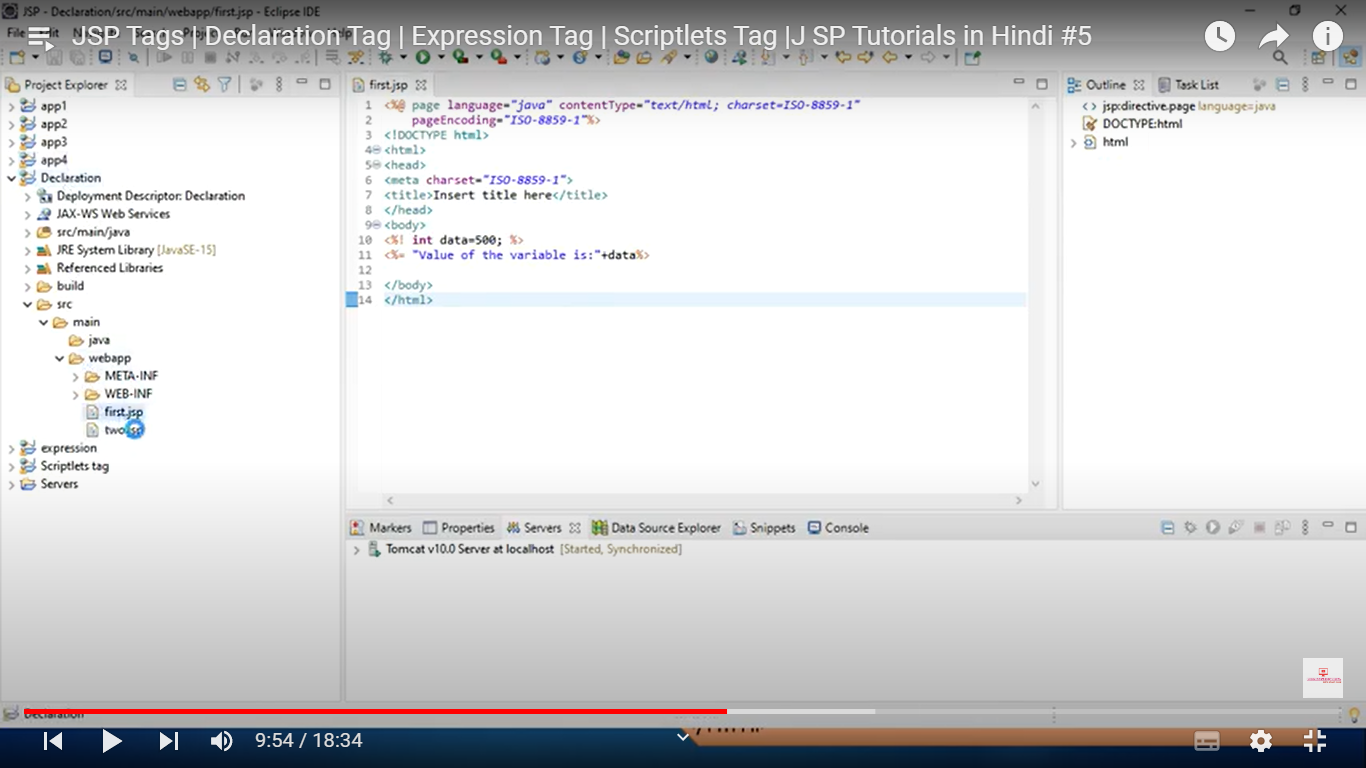 JSP - Declaration/src/main/webapp/first.jsp - Eclipse IDE
JSP Tags | Declaration Tag | Expression Tag | Scriptlets Tag |J SP Tutorials in Hindi #5
File
Project Explorer
app1
app2
app3
app4
Declaration
Deployment Descriptor: Declaration
JAX-WS Web Services
src/main/java
JRE System Library [JavaSE-15]
Referenced Libraries
build
src
main
java
webapp
META-INF
WEB-INF
first.jsp
expression
Scriptlets tag
Servers
first.jsp
1 <%@ page language="java" contentType="text/html; charset=ISO-8859-1"
2 pageEncoding="ISO-8859-1"%>
3 <!DOCTYPE html>
4 <html>
5 <head>
6 <meta charset="ISO-8859-1">
7 <title>Insert title here</title>
8 </head>
9 <body>
10 <%! int data=500; %>
11 <%= "Value of the variable is:"+data%>
12
13 </body>
14 </html>
Outline Task List
jsp:directive.page language=java
DOCTYPE:html
html
Markers Properties Servers Data Source Explorer Snippets Console
Tomcat v10.0 Server at localhost [Started, Synchronized]
Declaration
9:54 / 18:34